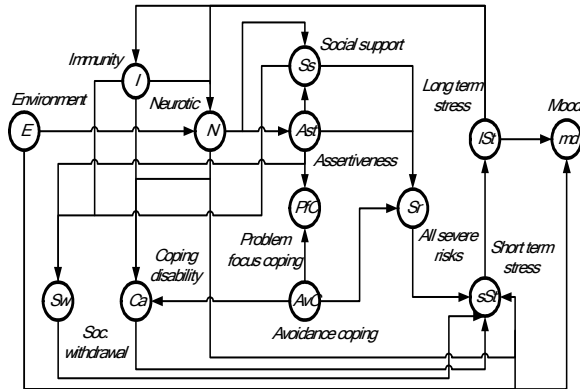 Social support
Immunity
Ss
Long term
stress
Environment
I
Neurotic
Mood
E
N
Ast
lSt
md
Assertiveness
PfC
Sr
Coping
disability
Problem
focus coping
All severe
risks
Short term
stress
Sw
Ca
AvC
sSt
Soc.
withdrawal
Avoidance coping